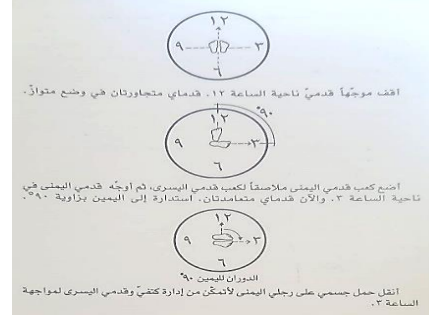 ١٢
٩ ٣
٦
أقف موجّهاً قدميّ ناحية الساعة ١٢. قدماي متجاورتان في وضع متوازٍ.
٩٠°
١٢
٩ ٣
٦
أضع كعب قدمي اليمنى ملاصقاً لكعب قدمي اليسرى، ثم أوجّه قدمي اليمنى في
ناحية الساعة ٣. والآن قدماي متعامدتان. استدارة إلى اليمين بزاوية ٩٠°.
١٢
٩ ٣
٦
الدوران لليمين ٩٠°
أنقل حمل جسمي على رجلي اليمنى لأتمكّن من إدارة كتفيّ وقدمي اليسرى لمواجهة
الساعة ٣.